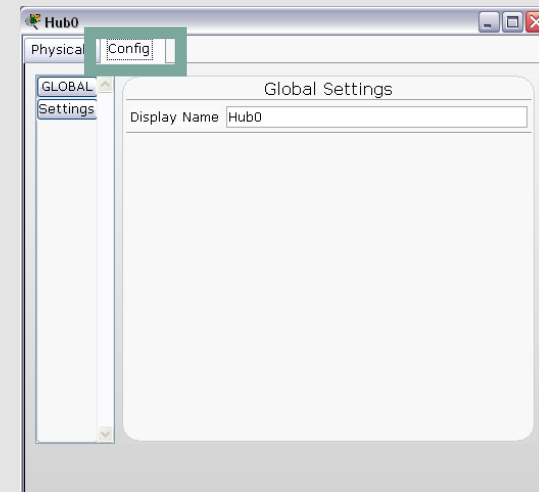 Hub0
Physical Config
GLOBAL
Settings
Global Settings
Display Name Hub0